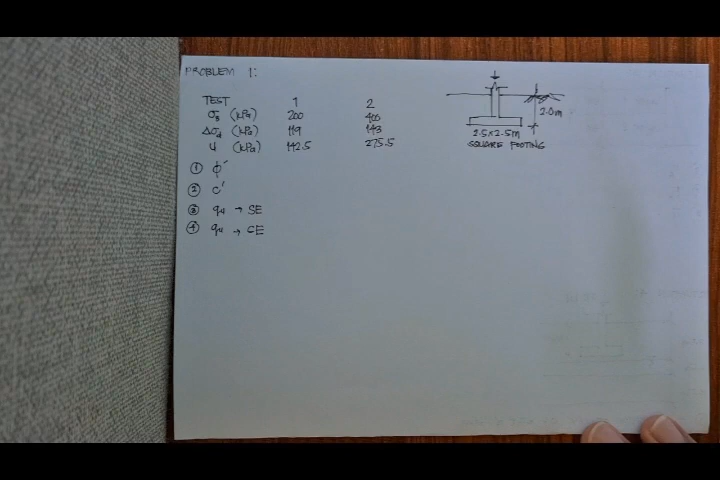 PROBLEM 1:
TEST 1 2
σ₃ (kPa) 200 400
Δσd (kPa) 119 143
u (kPa) 142.5 275.5
① φ'
② c'
③ qu → SE
④ qu → CE
2.0m
2.5x2.5m
SQUARE FOOTING